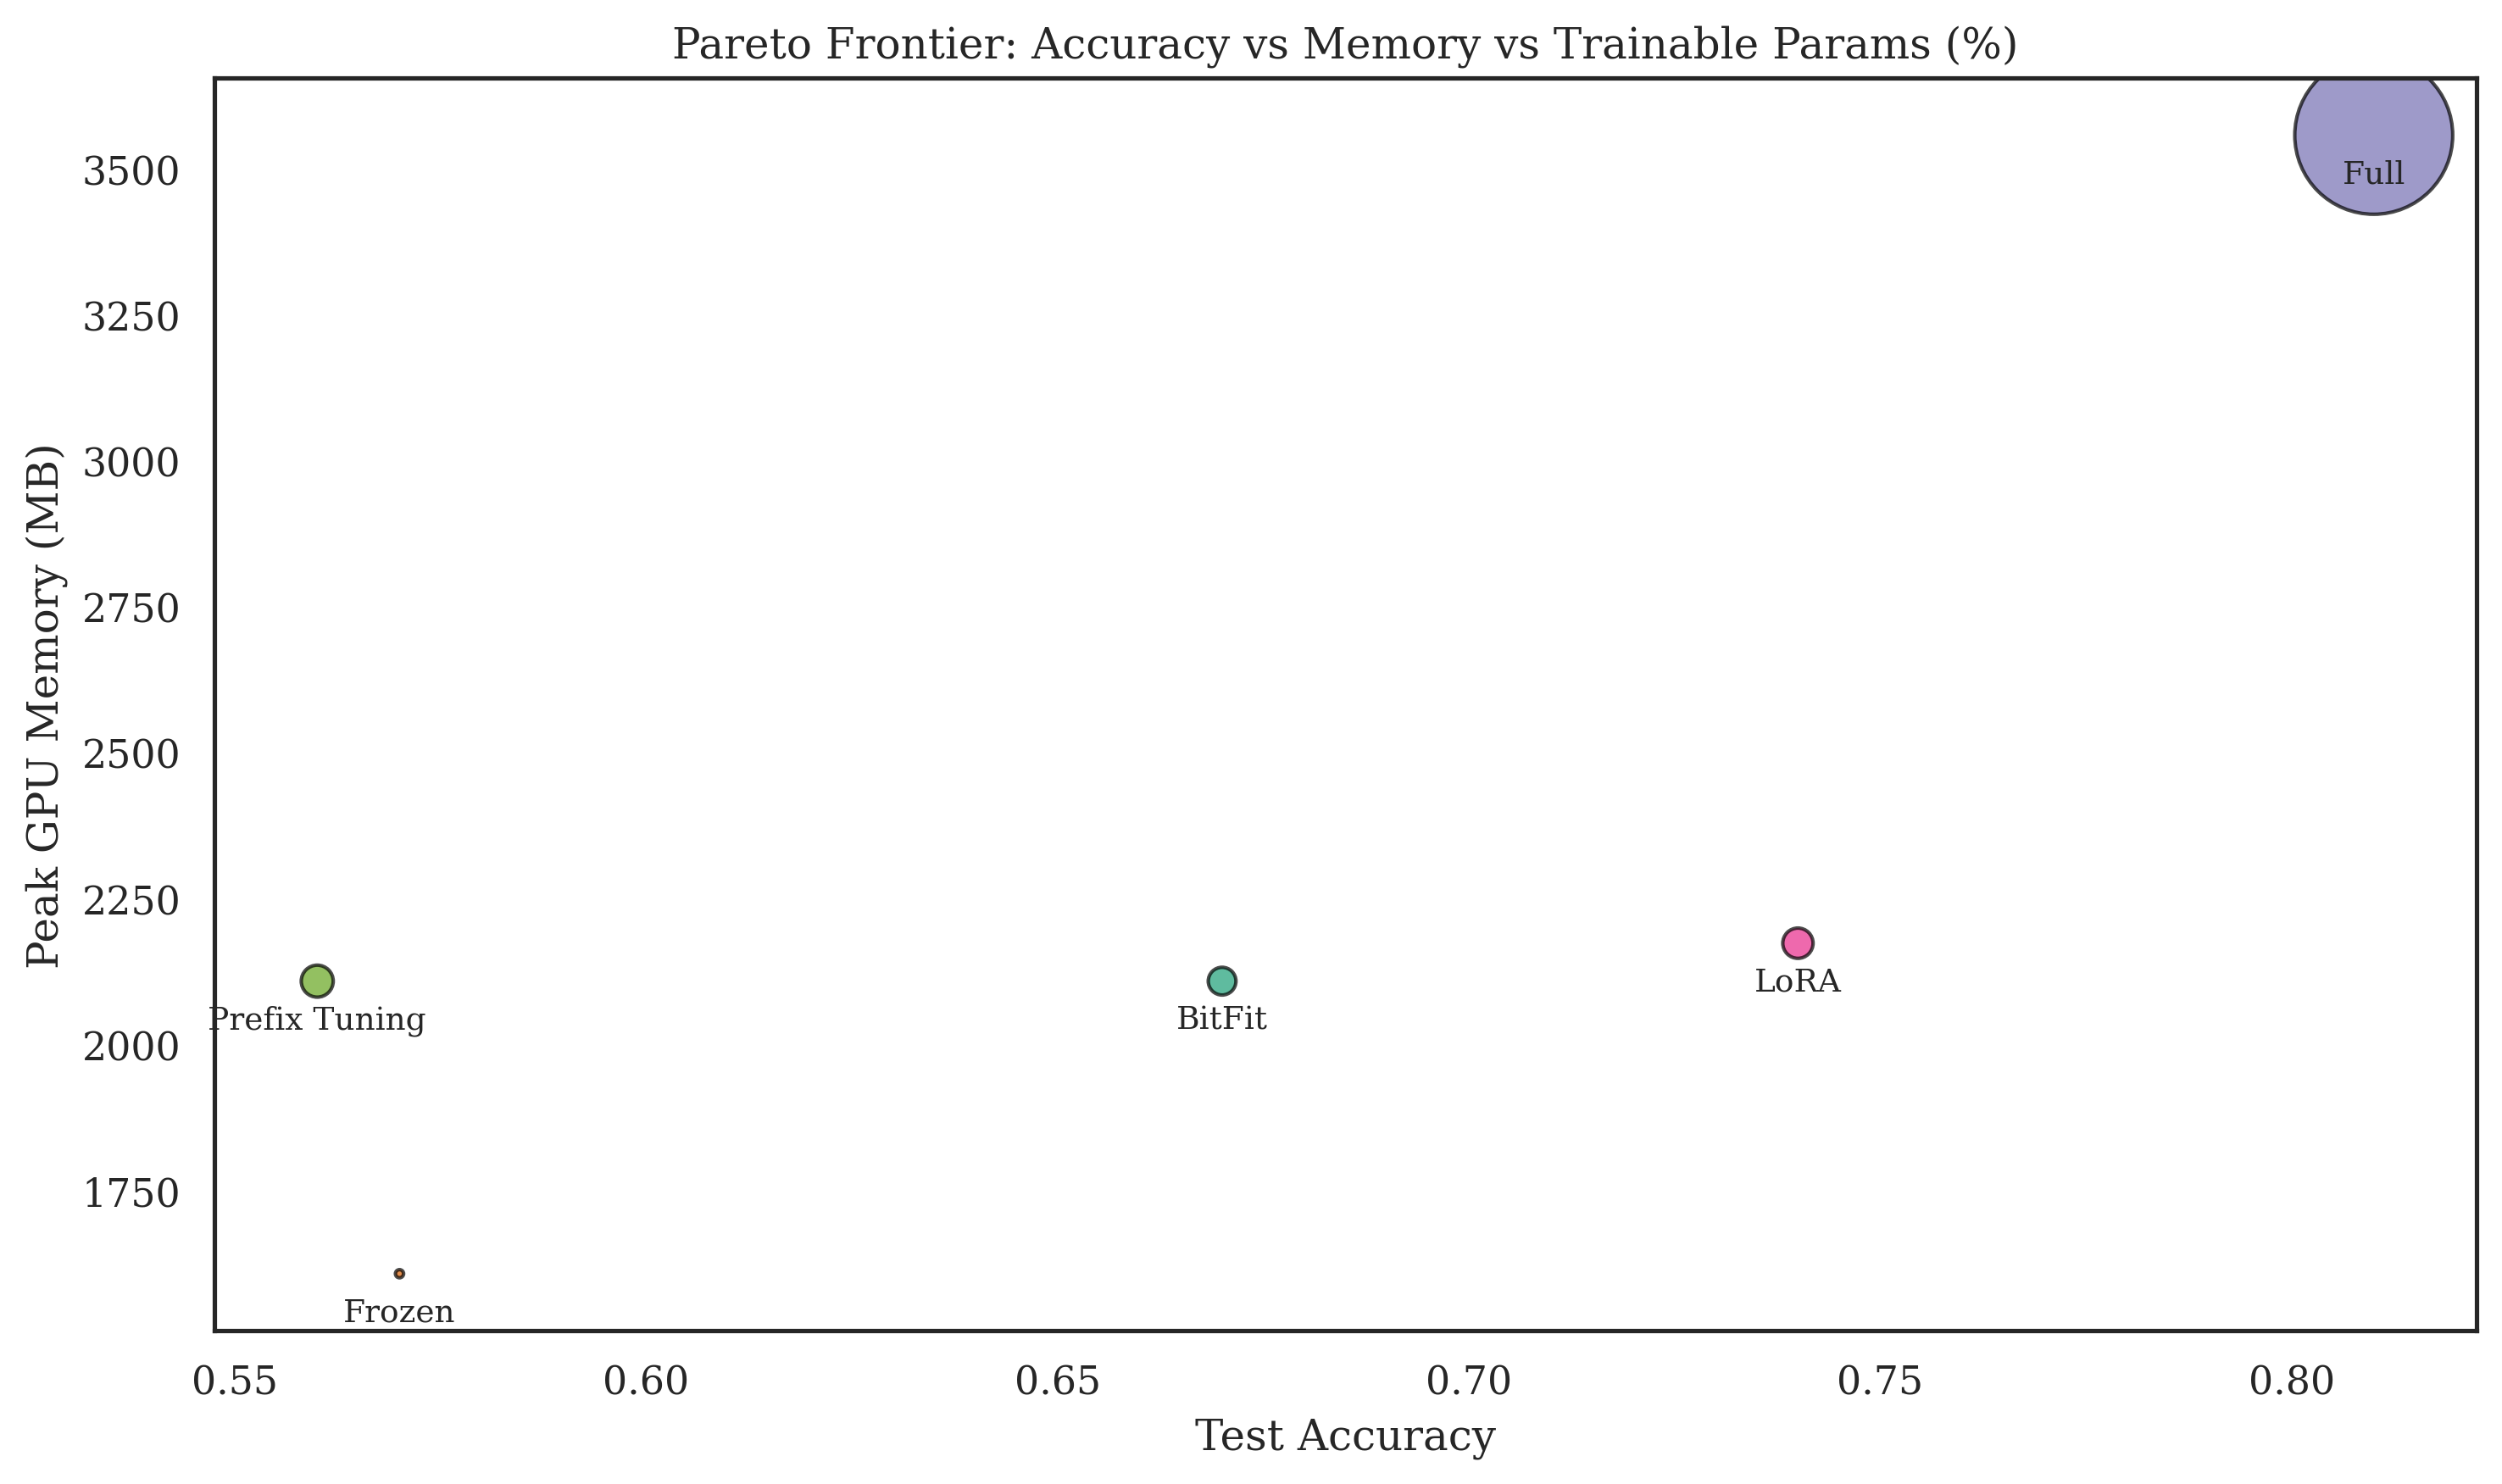 Pareto Frontier: Accuracy vs Memory vs Trainable Params (%)
Peak GPU Memory (MB)
3500
3250
3000
2750
2500
2250
2000
1750
Full
LoRA
Prefix Tuning
BitFit
Frozen
0.55 0.60 0.65 0.70 0.75 0.80
Test Accuracy